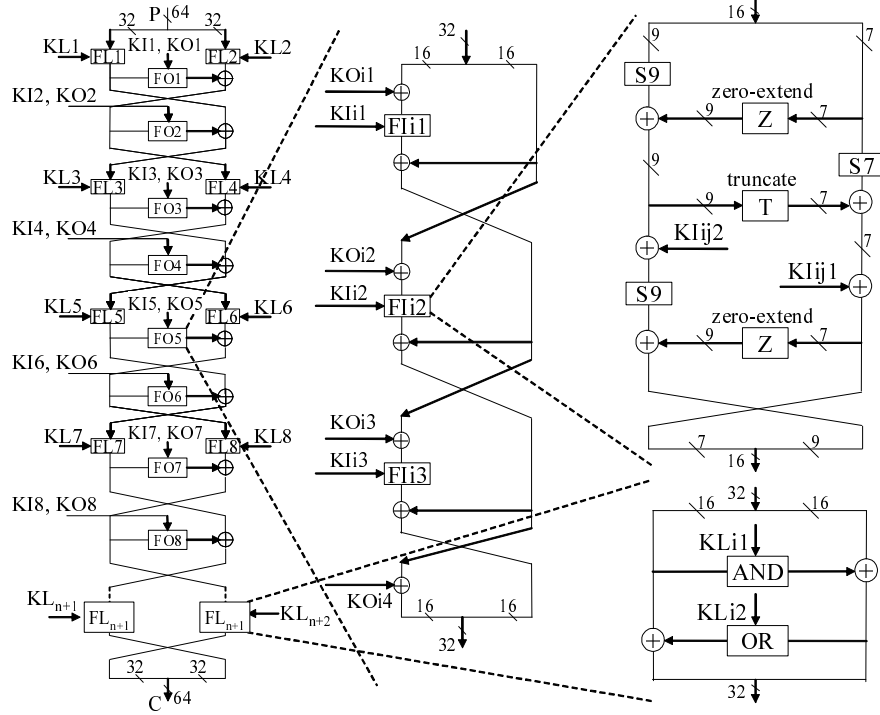 P 64
32 32
KL1 FL1 KI1, KO1 FL2 KL2
FO1
KI2, KO2
FO2
KL3 FL3 KI3, KO3 FL4 KL4
FO3
KI4, KO4
FO4
KL5 FL5 KI5, KO5 FL6 KL6
FO5
KI6, KO6
FO6
KL7 FL7 KI7, KO7 FL8 KL8
FO7
KI8, KO8
FO8
KLn+1 FLn+1 FLn+1 KLn+2
32 32
C 64
32
16 16
KOi1
KIi1 FIi1
KOi2
KIi2 FIi2
KOi3
KIi3 FIi3
KOi4
16 16
32
16
9 7
S9
zero-extend
9 Z 7
9 S7
truncate
9 T 7
KIij2 7
KIij1
S9
zero-extend
9 Z 7
7 9
16
32
16 16
KLi1
AND
KLi2
OR
32